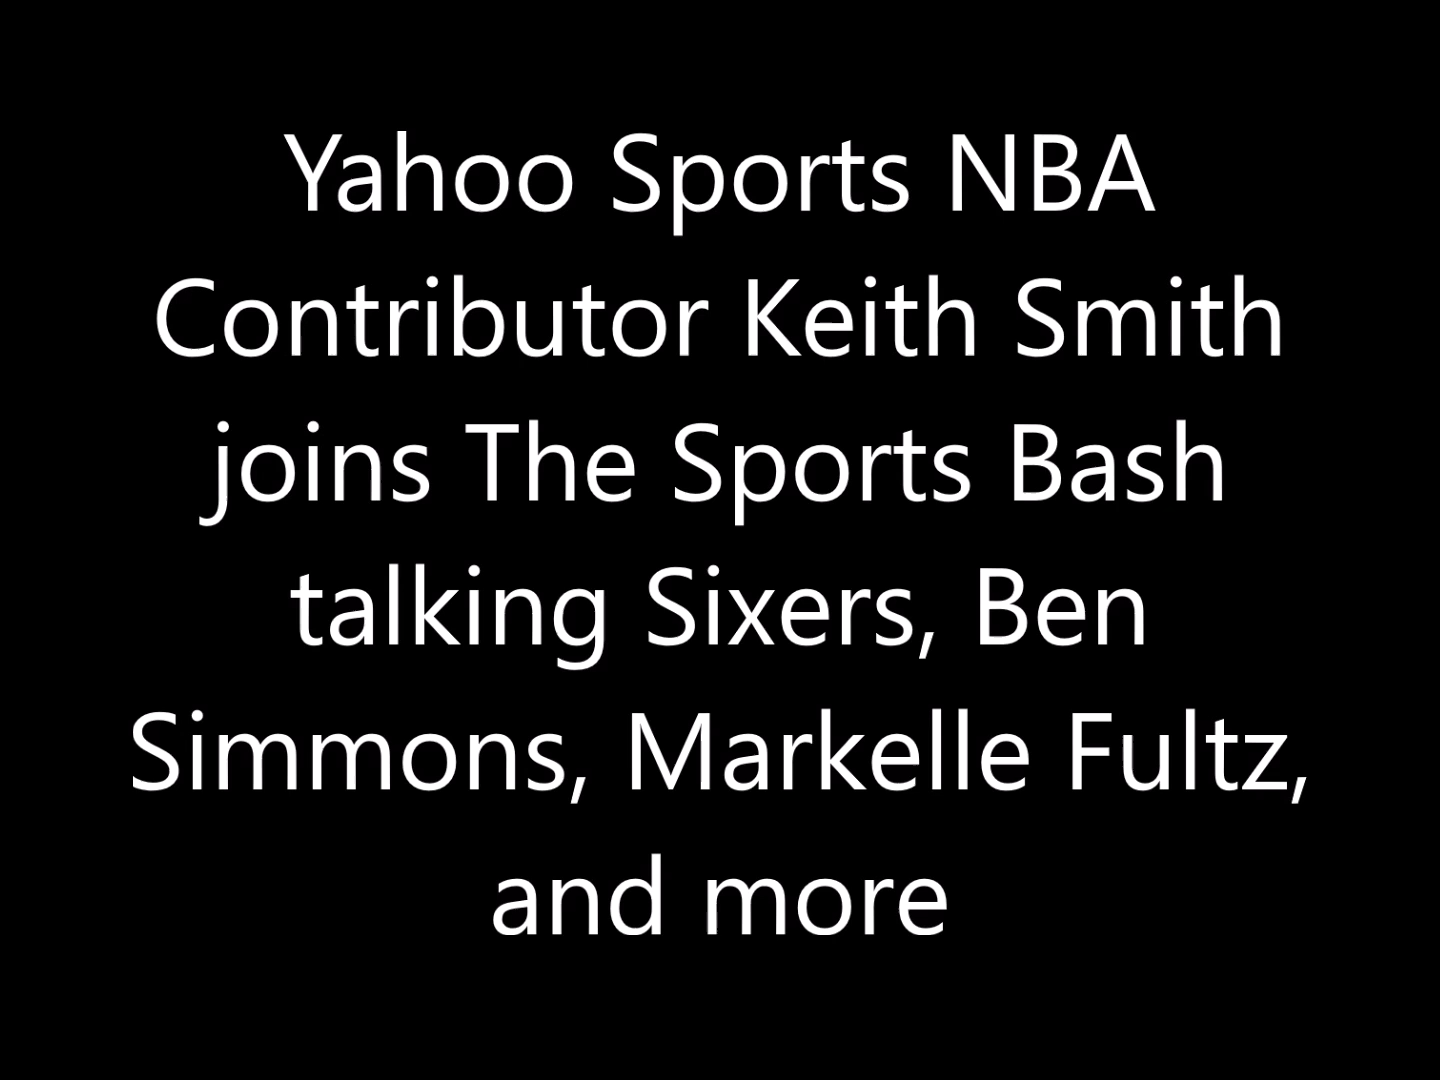 Yahoo Sports NBA
Contributor Keith Smith
joins The Sports Bash
talking Sixers, Ben
Simmons, Markelle Fultz,
and more